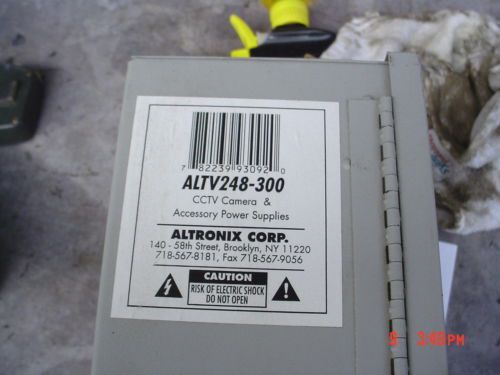 7 82239 93092 0
ALTV248-300
CCTV Camera &
Accessory Power Supplies
ALTRONIX CORP.
140 - 58th Street, Brooklyn, NY 11220
718-567-8181, Fax 718-567-9056
CAUTION
RISK OF ELECTRIC SHOCK
DO NOT OPEN